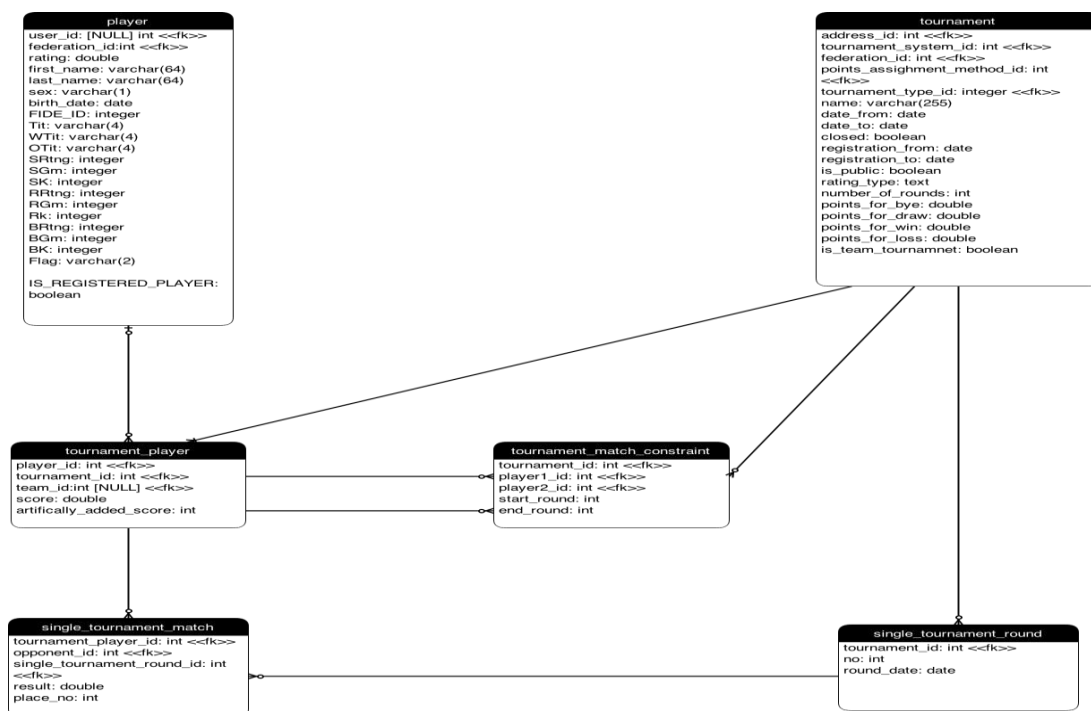 player
user_id: [NULL] int <<fk>>
federation_id:int <<fk>>
rating: double
first_name: varchar(64)
last_name: varchar(64)
sex: varchar(1)
birth_date: date
FIDE_ID: integer
Tit: varchar(4)
WTit: varchar(4)
OTit: varchar(4)
SRtng: integer
SGm: integer
SK: integer
RRtng: integer
RGm: integer
Rk: integer
BRtng: integer
BGm: integer
BK: integer
Flag: varchar(2)
IS_REGISTERED_PLAYER:
boolean
tournament
address_id: int <<fk>>
tournament_system_id: int <<fk>>
federation_id: int <<fk>>
points_assighment_method_id: int
<<fk>>
tournament_type_id: integer <<fk>>
name: varchar(255)
date_from: date
date_to: date
closed: boolean
registration_from: date
registration_to: date
is_public: boolean
rating_type: text
number_of_rounds: int
points_for_bye: double
points_for_draw: double
points_for_win: double
points_for_loss: double
is_team_tournamnet: boolean
tournament_player
player_id: int <<fk>>
tournament_id: int <<fk>>
team_id:int [NULL] <<fk>>
score: double
artifically_added_score: int
tournament_match_constraint
tournament_id: int <<fk>>
player1_id: int <<fk>>
player2_id: int <<fk>>
start_round: int
end_round: int
single_tournament_match
tournament_player_id: int <<fk>>
opponent_id: int <<fk>>
single_tournament_round_id: int
<<fk>>
result: double
place_no: int
single_tournament_round
tournament_id: int <<fk>>
no: int
round_date: date